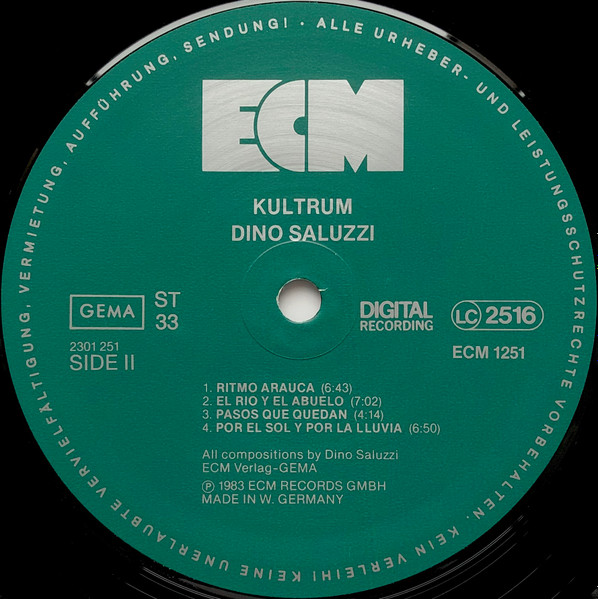 ALLE URHEBER- UND LEISTUNGSSCHUTZRECHTE VORBEHALTEN. KEIN VERLEIH! KEINE UNERLAUBTE VERVIELFÄLTIGUNG, VERMIETUNG, AUFFÜHRUNG, SENDUNG! ·
ECM
KULTRUM
DINO SALUZZI
GEMA
ST
33
DIGITAL
RECORDING
LC 2516
2301 251
SIDE II
ECM 1251
1. RITMO ARAUCA (6:43)
2. EL RIO Y EL ABUELO (7:02)
3. PASOS QUE QUEDAN (4:14)
4. POR EL SOL Y POR LA LLUVIA (6:50)
All compositions by Dino Saluzzi
ECM Verlag-GEMA
℗ 1983 ECM RECORDS GMBH
MADE IN W. GERMANY